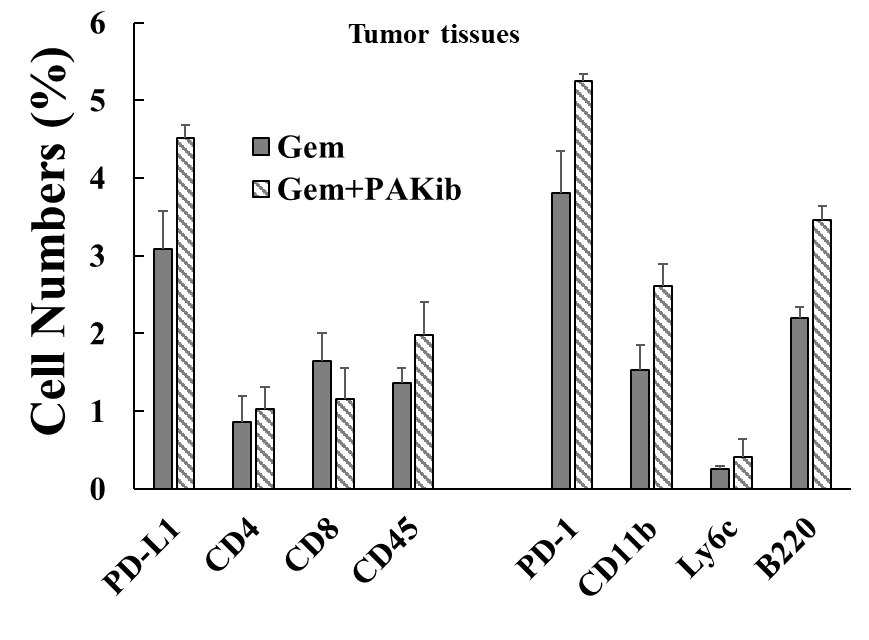 Tumor tissues
Cell Numbers (%)
6
5
4
3
2
1
0
Gem
Gem+PAKib
PD-L1
CD4
CD8
CD45
PD-1
CD11b
Ly6c
B220